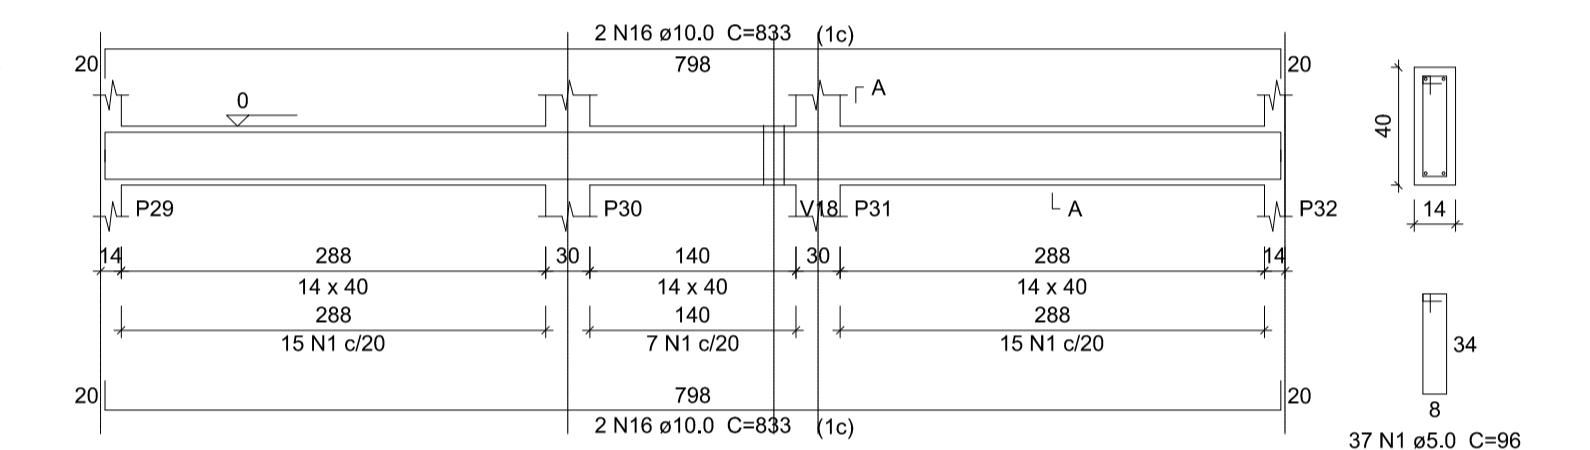 2 N16 ø10.0 C=833 (1c)
20 798 20
A
0
P29 P30 V18 P31 A P32
14 288 30 140 30 288 14
14 x 40 14 x 40 14 x 40
288 140 288
15 N1 c/20 7 N1 c/20 15 N1 c/20
20 798 20
2 N16 ø10.0 C=833 (1c)
40
14
34
8
37 N1 ø5.0 C=96